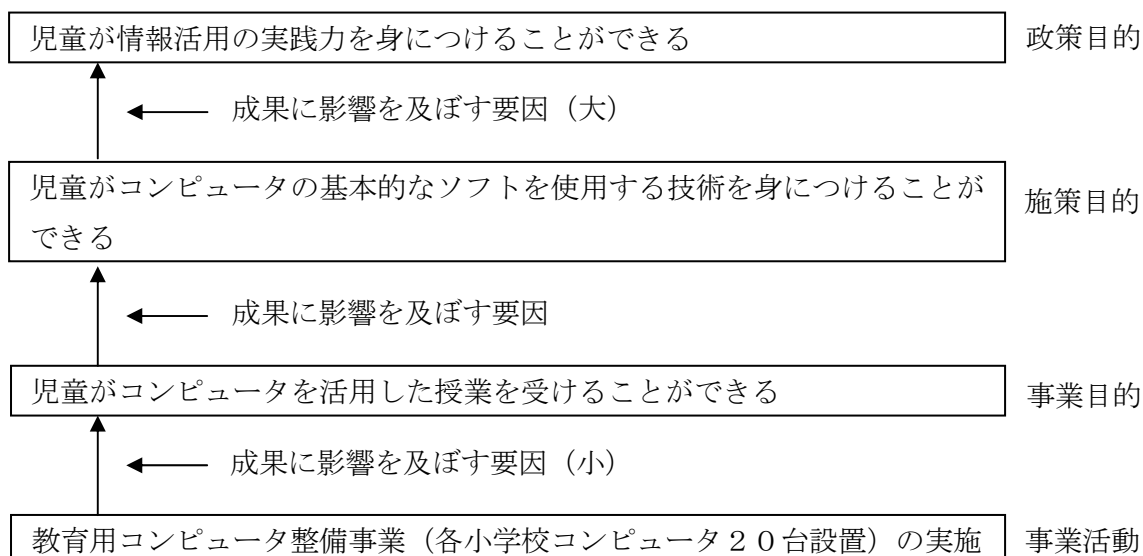 児童が情報活用の実践力を身につけることができる 政策目的
成果に影響を及ぼす要因（大）
児童がコンピュータの基本的なソフトを使用する技術を身につけることが
できる
施策目的
成果に影響を及ぼす要因
児童がコンピュータを活用した授業を受けることができる 事業目的
成果に影響を及ぼす要因（小）
教育用コンピュータ整備事業（各小学校コンピュータ２０台設置）の実施 事業活動